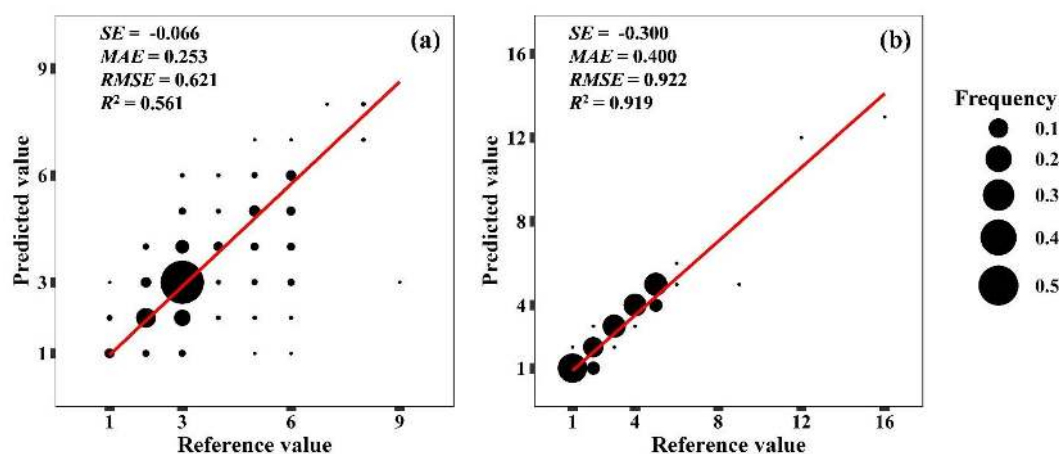 SE = -0.066
MAE = 0.253
RMSE = 0.621
R² = 0.561
(a)
9
6
3
1
Predicted value
1 3 6 9
Reference value
SE = -0.300
MAE = 0.400
RMSE = 0.922
R² = 0.919
(b)
16
12
8
4
1
Predicted value
1 4 8 12 16
Reference value
Frequency
0.1
0.2
0.3
0.4
0.5